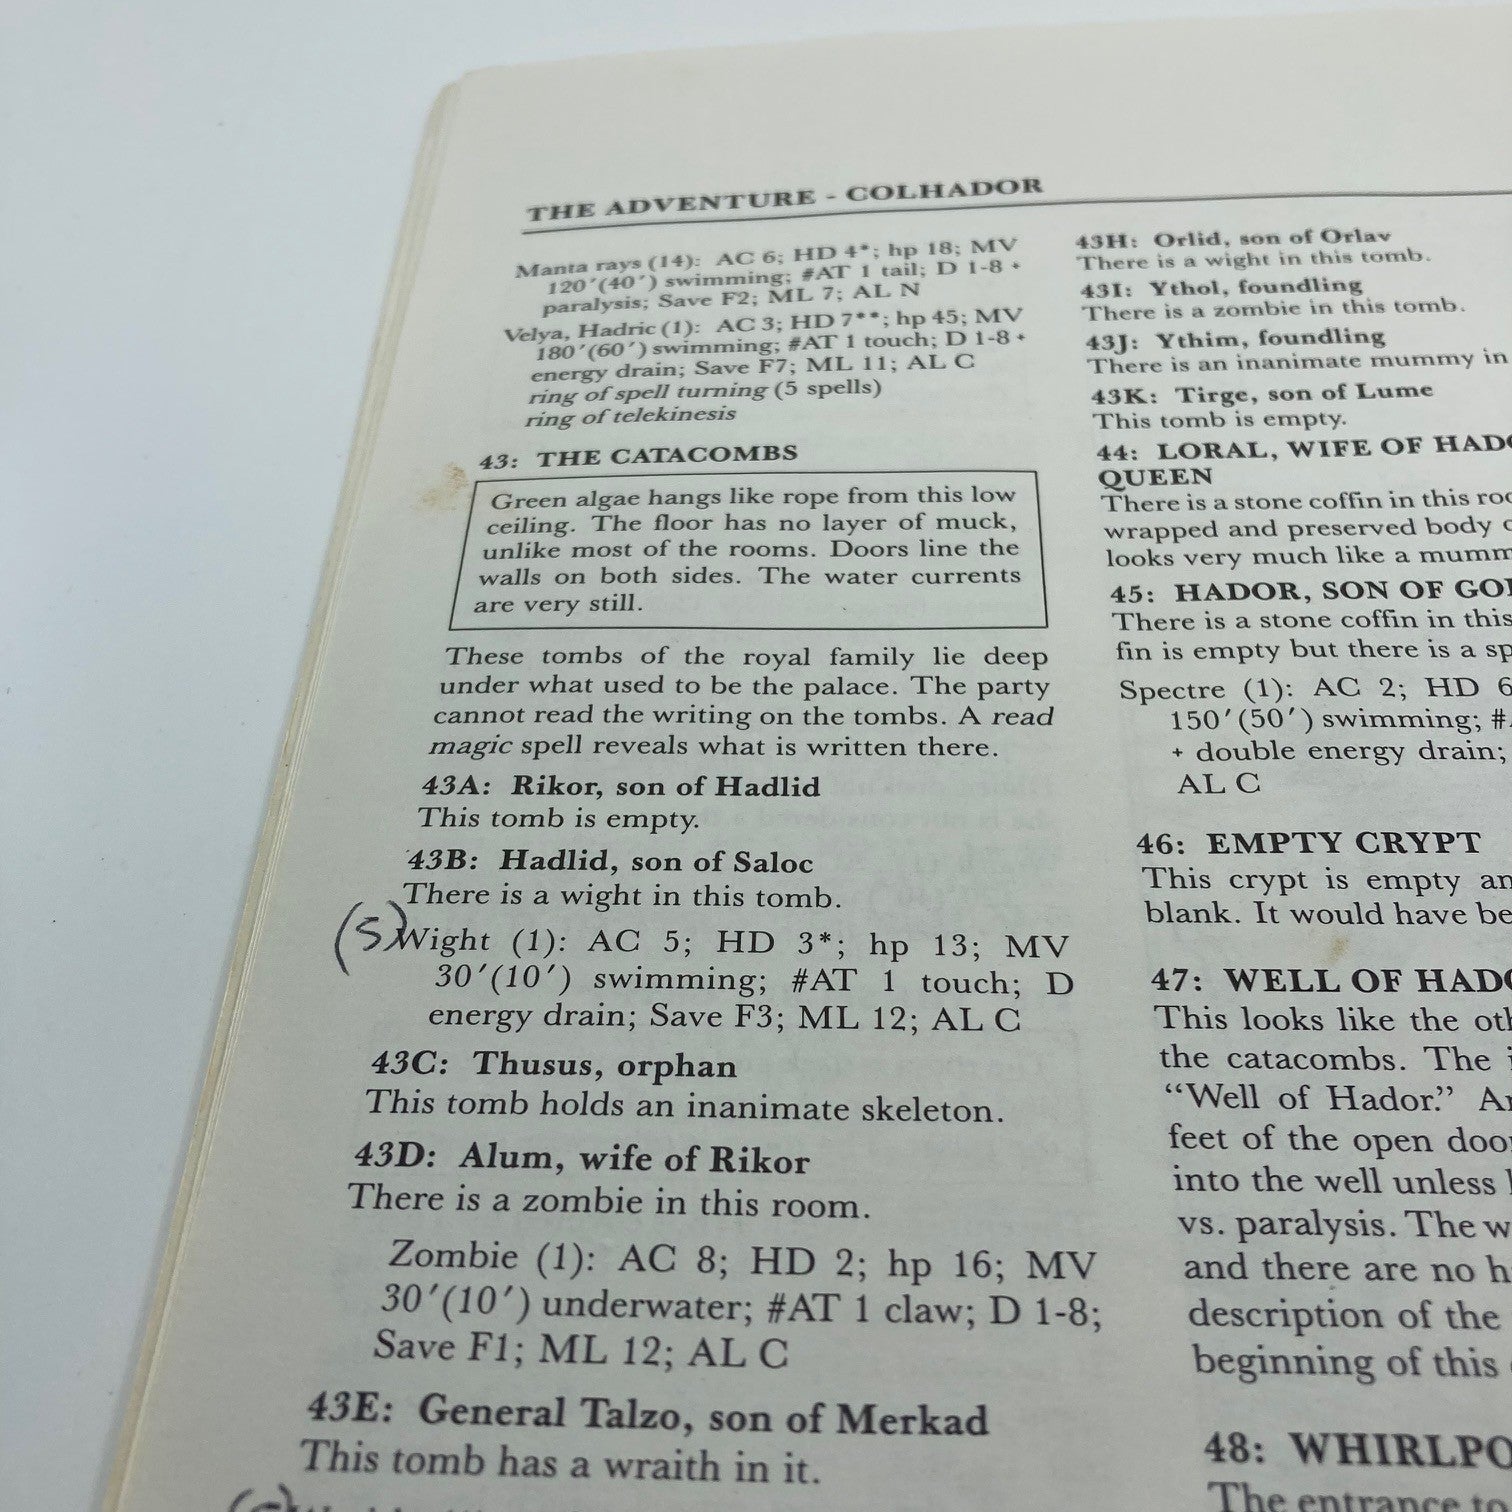 THE ADVENTURE - COLHADOR
Manta rays (14): AC 6; HD 4*; hp 18; MV
120′(40′) swimming; #AT 1 tail; D 1-8 +
paralysis; Save F2; ML 7; AL N
Velya, Hadric (1): AC 3; HD 7**; hp 45; MV
180′(60′) swimming; #AT 1 touch; D 1-8 +
energy drain; Save F7; ML 11; AL C
ring of spell turning (5 spells)
ring of telekinesis
43: THE CATACOMBS
Green algae hangs like rope from this low
ceiling. The floor has no layer of muck,
unlike most of the rooms. Doors line the
walls on both sides. The water currents
are very still.
These tombs of the royal family lie deep
under what used to be the palace. The party
cannot read the writing on the tombs. A read
magic spell reveals what is written there.
43A: Rikor, son of Hadlid
This tomb is empty.
43B: Hadlid, son of Saloc
There is a wight in this tomb.
(S) Wight (1): AC 5; HD 3*; hp 13; MV
30′(10′) swimming; #AT 1 touch; D
energy drain; Save F3; ML 12; AL C
43C: Thusus, orphan
This tomb holds an inanimate skeleton.
43D: Alum, wife of Rikor
There is a zombie in this room.
Zombie (1): AC 8; HD 2; hp 16; MV
30′(10′) underwater; #AT 1 claw; D 1-8;
Save F1; ML 12; AL C
43E: General Talzo, son of Merkad
This tomb has a wraith in it.
43H: Orlid, son of Orlav
There is a wight in this tomb.
43I: Ythol, foundling
There is a zombie in this tomb.
43J: Ythim, foundling
There is an inanimate mummy in
43K: Tirge, son of Lume
This tomb is empty.
44: LORAL, WIFE OF
QUEEN
There is a stone coffin in this
wrapped and preserved body
looks very much like a
45: HADOR, SON OF
There is a stone coffin in this
fin is empty but there is a
Spectre (1): AC 2; HD
150′(50′) swimming;
+ double energy drain;
AL C
46: EMPTY CRYPT
This crypt is empty
blank. It would have
47: WELL OF
This looks like the
the catacombs. The
“Well of Hador.”
feet of the open
into the well unless
vs. paralysis. The
and there are no
description of the
beginning of this
48:
The entrance to